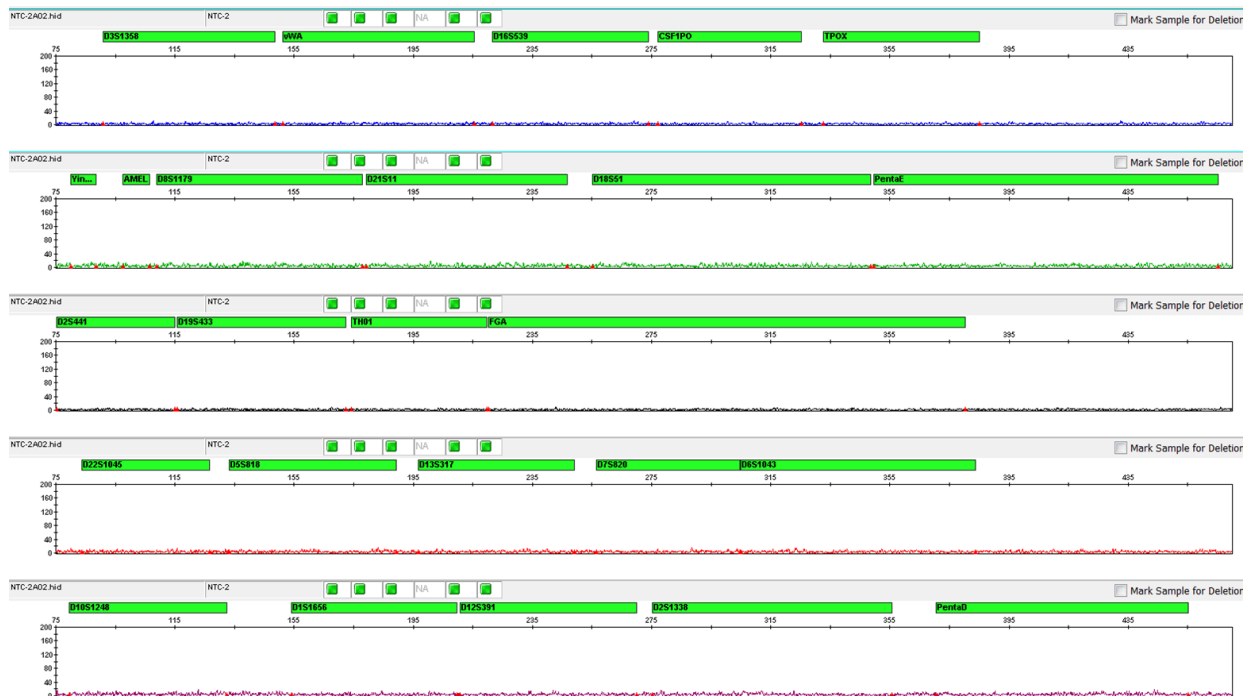 NTC-2A02.hid NTC-2 NA Mark Sample for Deletion
D3S1358 vWA D16S539 CSF1PO TPOX
75 115 155 195 235 275 315 355 395 435
200
160
120
80
40
0
NTC-2A02.hid NTC-2 NA Mark Sample for Deletion
Yin... AMEL D8S1179 D21S11 D18S51 PentaE
75 115 155 195 235 275 315 355 395 435
200
160
120
80
40
0
NTC-2A02.hid NTC-2 NA Mark Sample for Deletion
D2S441 D19S433 TH01 FGA
75 115 155 195 235 275 315 355 395 435
200
160
120
80
40
0
NTC-2A02.hid NTC-2 NA Mark Sample for Deletion
D22S1045 D5S818 D13S317 D7S820 D6S1043
75 115 155 195 235 275 315 355 395 435
200
160
120
80
40
0
NTC-2A02.hid NTC-2 NA Mark Sample for Deletion
D10S1248 D1S1656 D12S391 D2S1338 PentaD
75 115 155 195 235 275 315 355 395 435
200
160
120
80
40
0